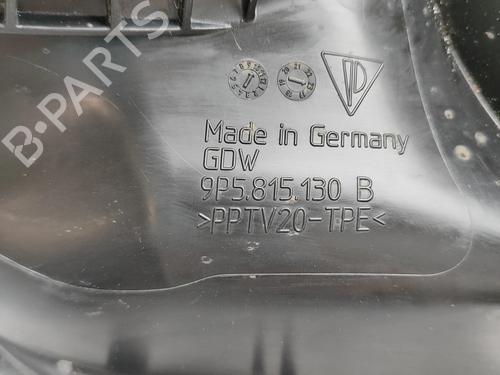 B-PARTS
Made in Germany
GDW
9P5.815.130 B
>PPTV20-TPE<